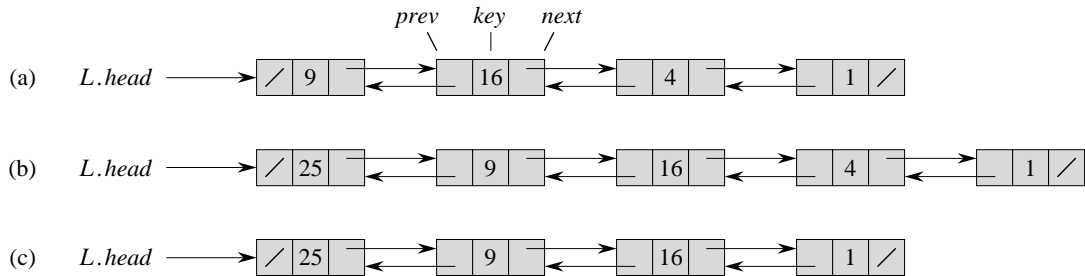 prev key next
(a) L.head / 9 16 4 1 /
(b) L.head / 25 9 16 4 1 /
(c) L.head / 25 9 16 1 /